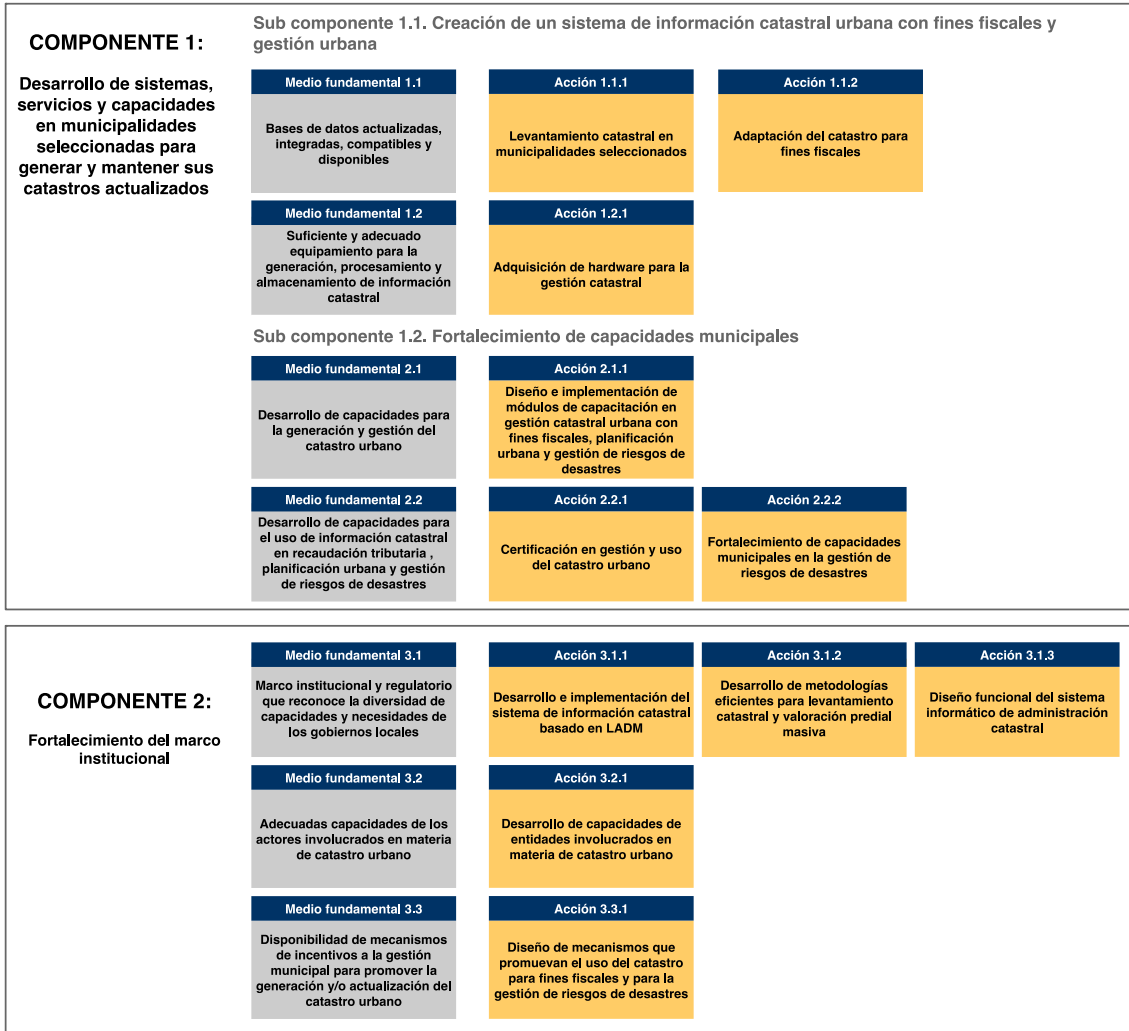 COMPONENTE 1:
Desarrollo de sistemas,
servicios y capacidades
en municipalidades
seleccionadas para
generar y mantener sus
catastros actualizados
Sub componente 1.1. Creación de un sistema de información catastral urbana con fines fiscales y
gestión urbana
Medio fundamental 1.1
Bases de datos actualizadas,
integradas, compatibles y
disponibles
Acción 1.1.1
Levantamiento catastral en
municipalidades seleccionados
Acción 1.1.2
Adaptación del catastro para
fines fiscales
Medio fundamental 1.2
Suficiente y adecuado
equipamiento para la
generación, procesamiento y
almacenamiento de información
catastral
Acción 1.2.1
Adquisición de hardware para la
gestión catastral
Sub componente 1.2. Fortalecimiento de capacidades municipales
Medio fundamental 2.1
Desarrollo de capacidades para
la generación y gestión del
catastro urbano
Acción 2.1.1
Diseño e implementación de
módulos de capacitación en
gestión catastral urbana con
fines fiscales, planificación
urbana y gestión de riesgos de
desastres
Medio fundamental 2.2
Desarrollo de capacidades para
el uso de información catastral
en recaudación tributaria ,
planificación urbana y gestión
de riesgos de desastres
Acción 2.2.1
Certificación en gestión y uso
del catastro urbano
Acción 2.2.2
Fortalecimiento de capacidades
municipales en la gestión de
riesgos de desastres
COMPONENTE 2:
Fortalecimiento del marco
institucional
Medio fundamental 3.1
Marco institucional y regulatorio
que reconoce la diversidad de
capacidades y necesidades de
los gobiernos locales
Acción 3.1.1
Desarrollo e implementación del
sistema de información catastral
basado en LADM
Acción 3.1.2
Desarrollo de metodologías
eficientes para levantamiento
catastral y valoración predial
masiva
Acción 3.1.3
Diseño funcional del sistema
informático de administración
catastral
Medio fundamental 3.2
Adecuadas capacidades de los
actores involucrados en materia
de catastro urbano
Acción 3.2.1
Desarrollo de capacidades de
entidades involucrados en
materia de catastro urbano
Medio fundamental 3.3
Disponibilidad de mecanismos
de incentivos a la gestión
municipal para promover la
generación y/o actualización del
catastro urbano
Acción 3.3.1
Diseño de mecanismos que
promuevan el uso del catastro
para fines fiscales y para la
gestión de riesgos de desastres